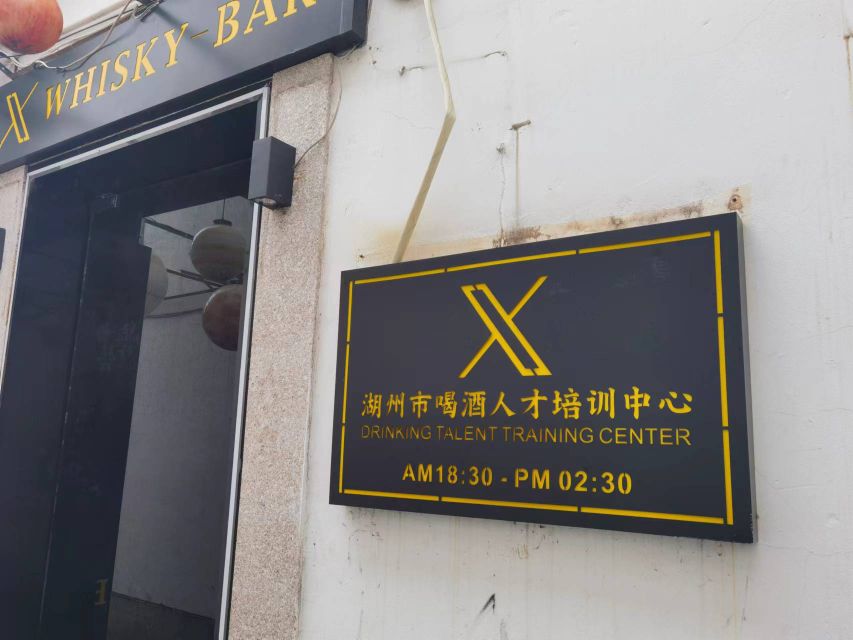 X WHISKY-BAR
X
湖州市喝酒人才培训中心
DRINKING TALENT TRAINING CENTER
AM18:30 - PM 02:30